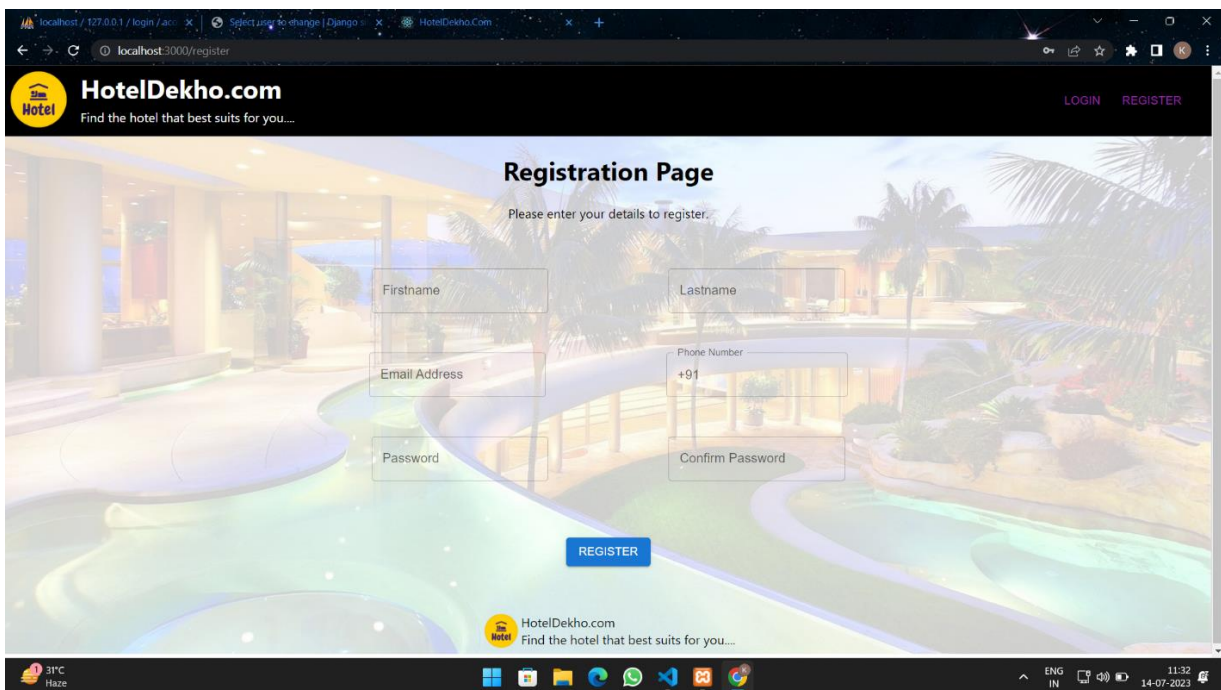 localhost / 127.0.0.1 / login / acc
Select user to change | Django s
HotelDekho.Com
localhost:3000/register
K
Hotel
HotelDekho.com
Find the hotel that best suits for you....
LOGIN REGISTER
Registration Page
Please enter your details to register.
Firstname
Lastname
Email Address
Phone Number
+91
Password
Confirm Password
REGISTER
Hotel
HotelDekho.com
Find the hotel that best suits for you....
1
31°C
Haze
ENG
IN
11:32
14-07-2023